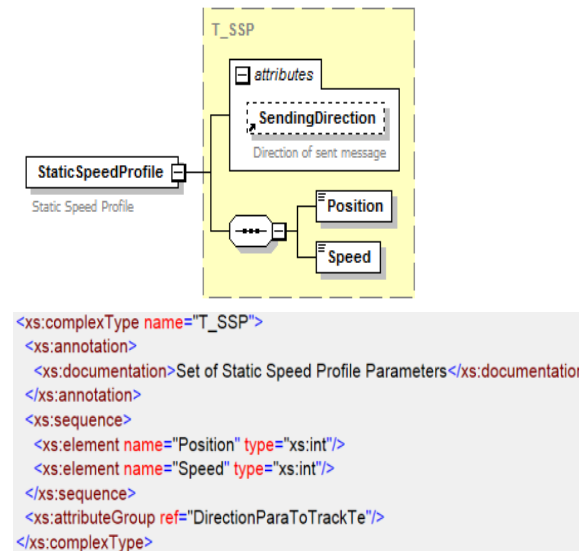 T_SSP
attributes
SendingDirection
Direction of sent message
StaticSpeedProfile
Static Speed Profile
Position
Speed
<xs:complexType name="T_SSP">
<xs:annotation>
<xs:documentation>Set of Static Speed Profile Parameters</xs:documentation
</xs:annotation>
<xs:sequence>
<xs:element name="Position" type="xs:int"/>
<xs:element name="Speed" type="xs:int"/>
</xs:sequence>
<xs:attributeGroup ref="DirectionParaToTrackTe"/>
</xs:complexType>